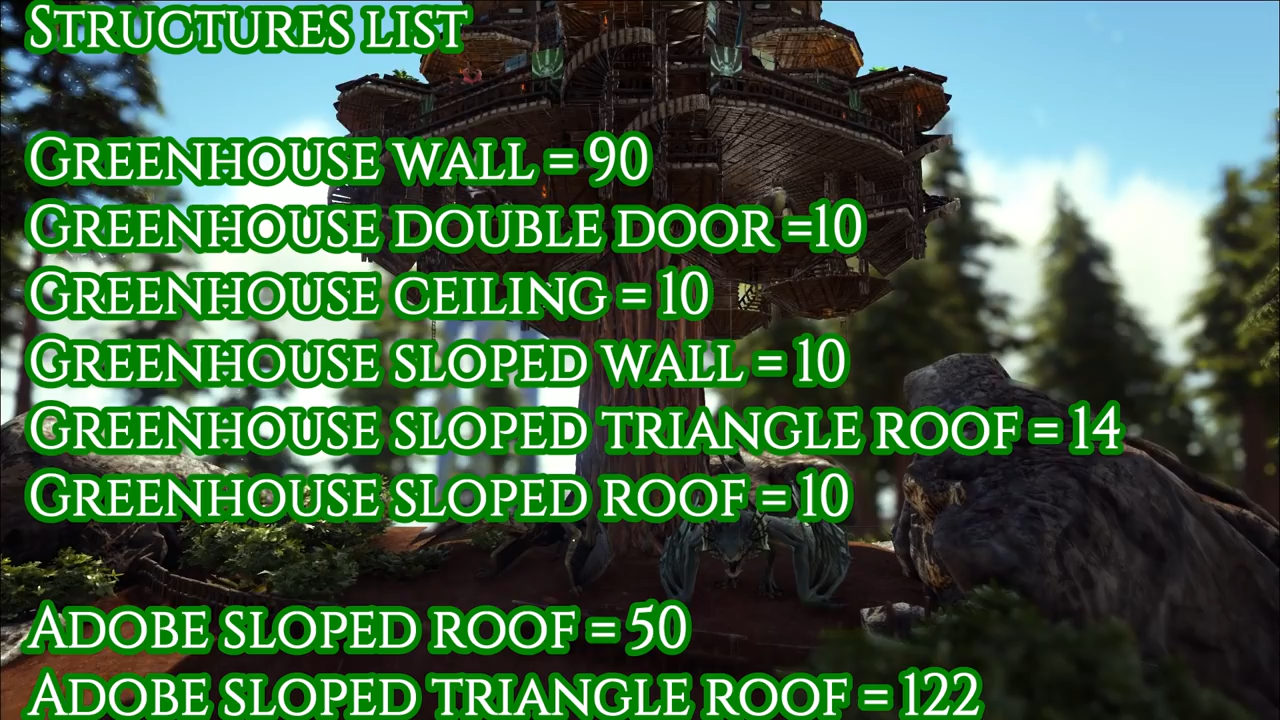 Structures list
Greenhouse wall = 90
Greenhouse double door =10
Greenhouse ceiling = 10
Greenhouse sloped wall = 10
Greenhouse sloped triangle roof = 14
Greenhouse sloped roof = 10
Adobe sloped roof = 50
Adobe sloped triangle roof = 122